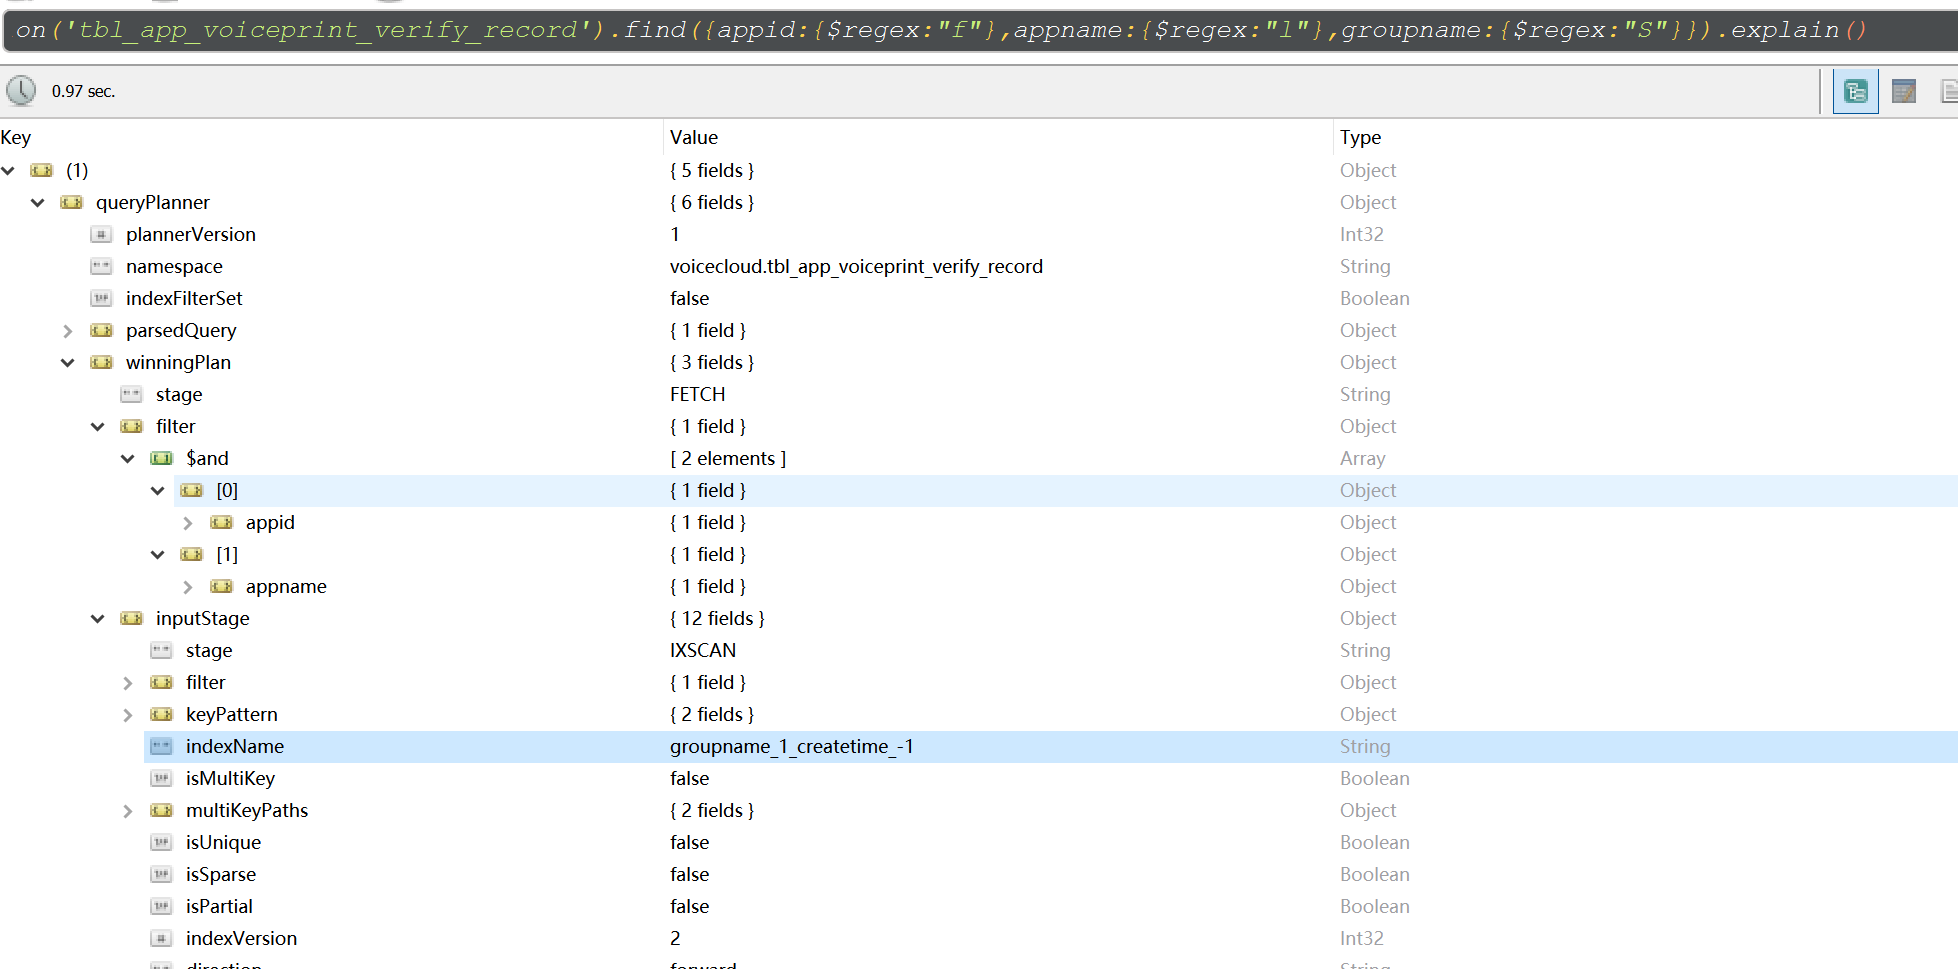 on('tbl_app_voiceprint_verify_record').find({appid:{$regex:"f"},appname:{$regex:"l"},groupname:{$regex:"S"}}).explain()
0.97 sec.
Key Value Type
(1) { 5 fields } Object
queryPlanner { 6 fields } Object
plannerVersion 1 Int32
namespace voicecloud.tbl_app_voiceprint_verify_record String
indexFilterSet false Boolean
parsedQuery { 1 field } Object
winningPlan { 3 fields } Object
stage FETCH String
filter { 1 field } Object
$and [ 2 elements ] Array
[0] { 1 field } Object
appid { 1 field } Object
[1] { 1 field } Object
appname { 1 field } Object
inputStage { 12 fields } Object
stage IXSCAN String
filter { 1 field } Object
keyPattern { 2 fields } Object
indexName groupname_1_createtime_-1 String
isMultiKey false Boolean
multiKeyPaths { 2 fields } Object
isUnique false Boolean
isSparse false Boolean
isPartial false Boolean
indexVersion 2 Int32
direction forward String